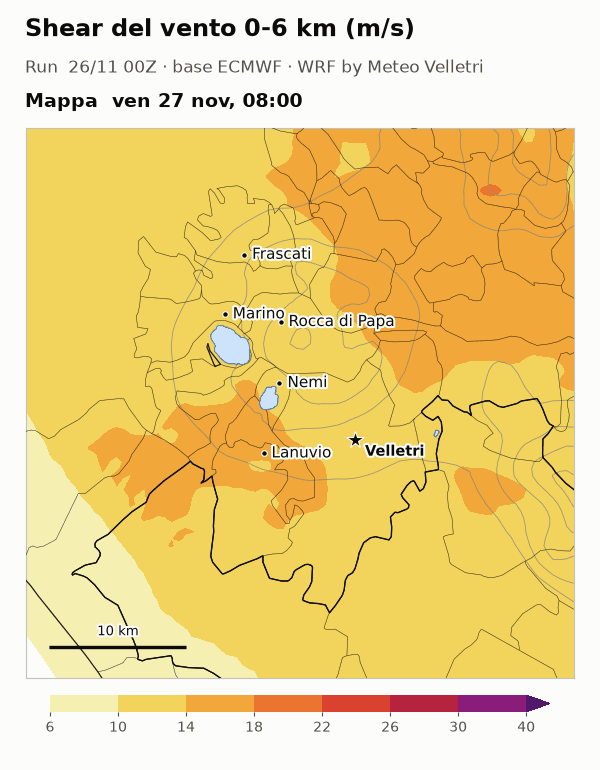 Shear del vento 0-6 km (m/s)
Run  26/11 00Z · base ECMWF · WRF by Meteo Velletri
Mappa  ven 27 nov, 08:00
Frascati
Marino
Rocca di Papa
Nemi
Velletri
Lanuvio
10 km
6 10 14 18 22 26 30 40